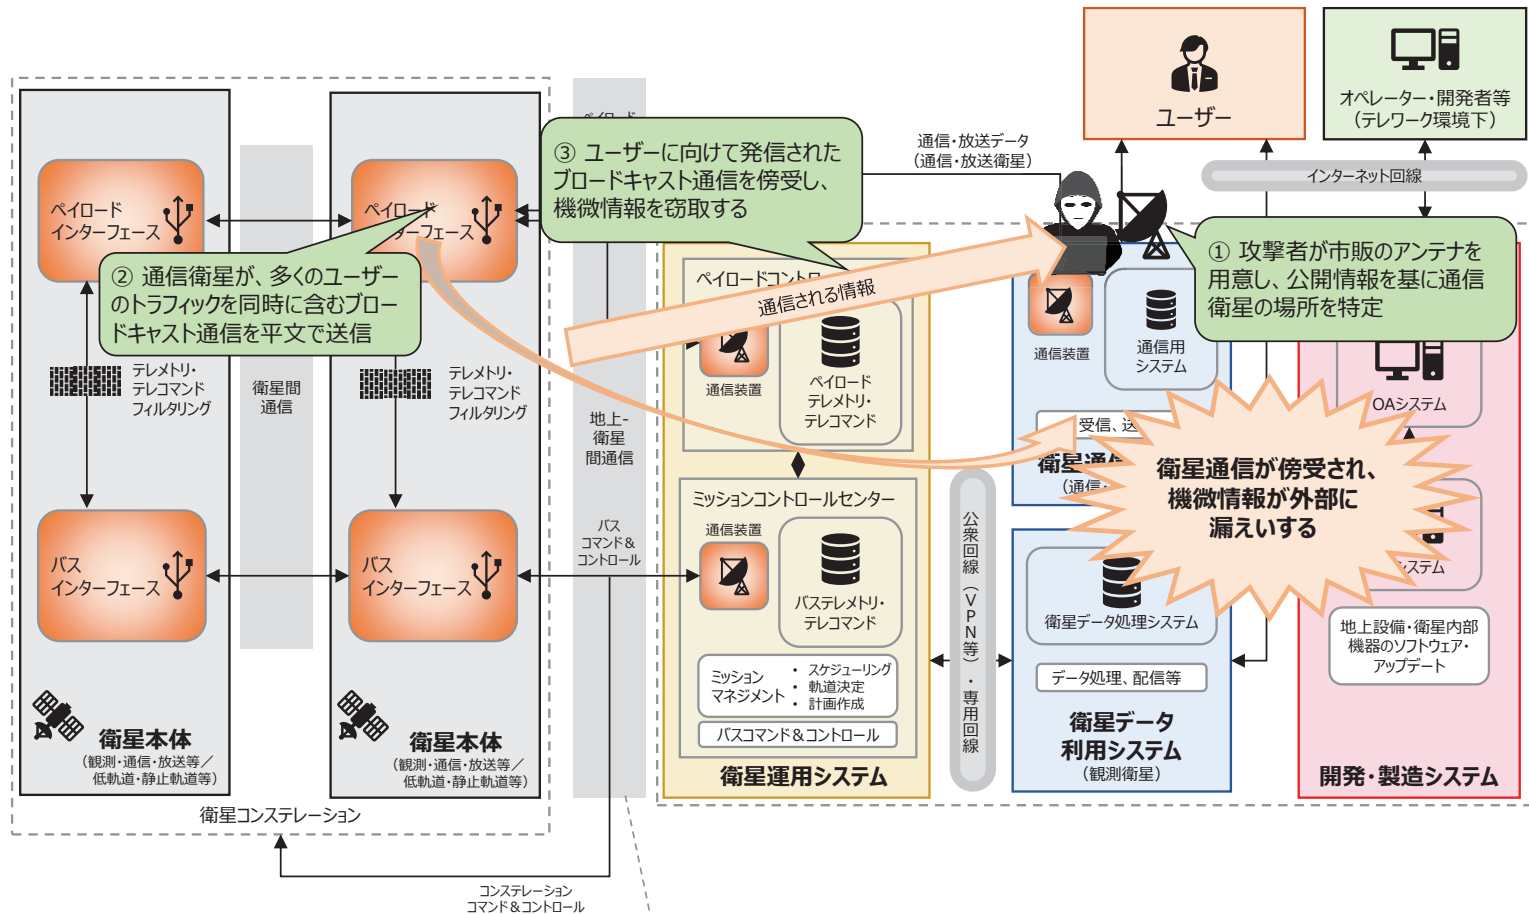 ユーザー
オペレーター・開発者等
（テレワーク環境下）
インターネット回線
通信・放送データ
（通信・放送衛星）
① 攻撃者が市販のアンテナを
用意し、公開情報を基に通信
衛星の場所を特定
② 通信衛星が、多くのユーザー
のトラフィックを同時に含むブロー
ドキャスト通信を平文で送信
③ ユーザーに向けて発信された
ブロードキャスト通信を傍受し、
機微情報を窃取する
通信される情報
衛星通信が傍受され、
機微情報が外部に
漏えいする
ペイロード
インターフェース
ペイロード
ターフェース
テレメトリ・
テレコマンド
フィルタリング
テレメトリ・
テレコマンド
フィルタリング
衛星間
通信
バス
インターフェース
バス
インターフェース
衛星本体
（観測・通信・放送等／
低軌道・静止軌道等）
衛星本体
（観測・通信・放送等／
低軌道・静止軌道等）
衛星コンステレーション
コンステレーション
コマンド＆コントロール
ペイロード
地上-
衛星
間通信
バス
コマンド＆
コントロール
ペイロードコントロ
通信装置
ペイロード
テレメトリ・
テレコマンド
ミッションコントロールセンター
通信装置
バステレメトリ・
テレコマンド
ミッション
マネジメント
・ スケジューリング
・ 軌道決定
・ 計画作成
バスコマンド＆コントロール
衛星運用システム
公衆回線（VPN等）・専用回線
通信装置
通信用
システム
受信、送
衛星通
（通信・
衛星データ処理システム
データ処理、配信等
衛星データ
利用システム
（観測衛星）
OAシステム
システム
地上設備・衛星内部
機器のソフトウェア・
アップデート
開発・製造システム